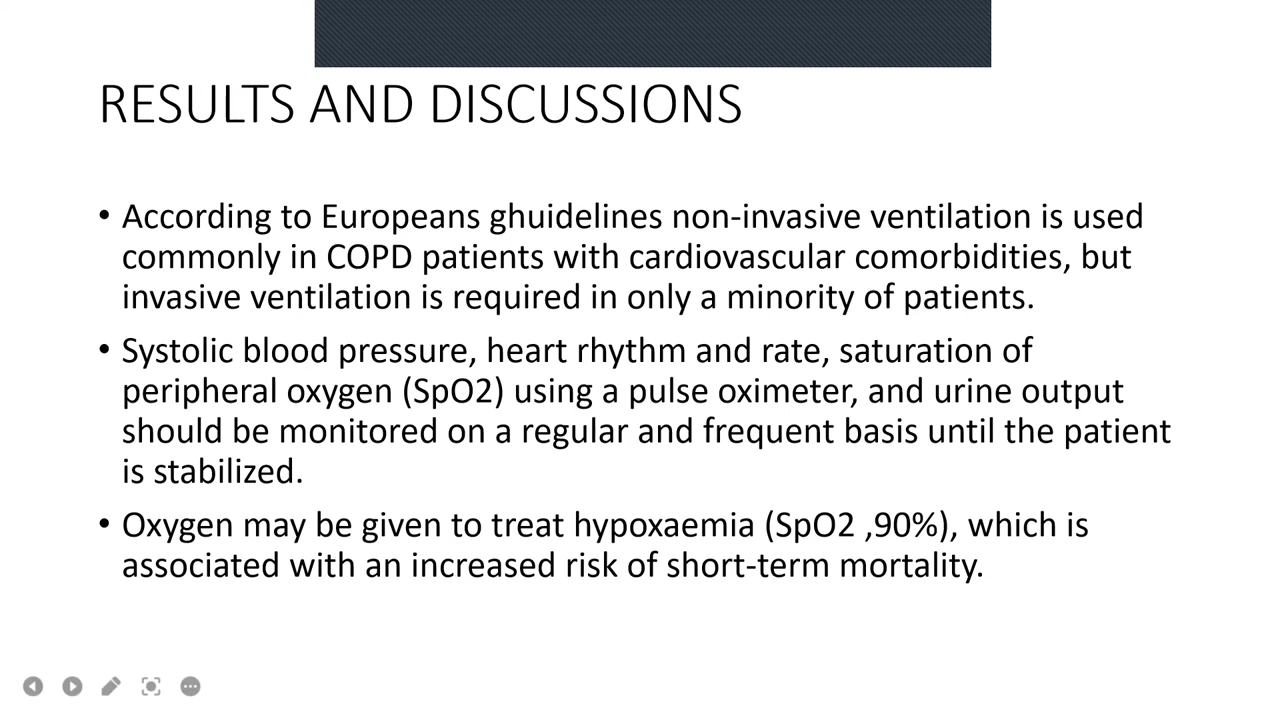 RESULTS AND DISCUSSIONS
• According to Europeans ghuidelines non-invasive ventilation is used
commonly in COPD patients with cardiovascular comorbidities, but
invasive ventilation is required in only a minority of patients.
• Systolic blood pressure, heart rhythm and rate, saturation of
peripheral oxygen (SpO2) using a pulse oximeter, and urine output
should be monitored on a regular and frequent basis until the patient
is stabilized.
• Oxygen may be given to treat hypoxaemia (SpO2 ,90%), which is
associated with an increased risk of short-term mortality.